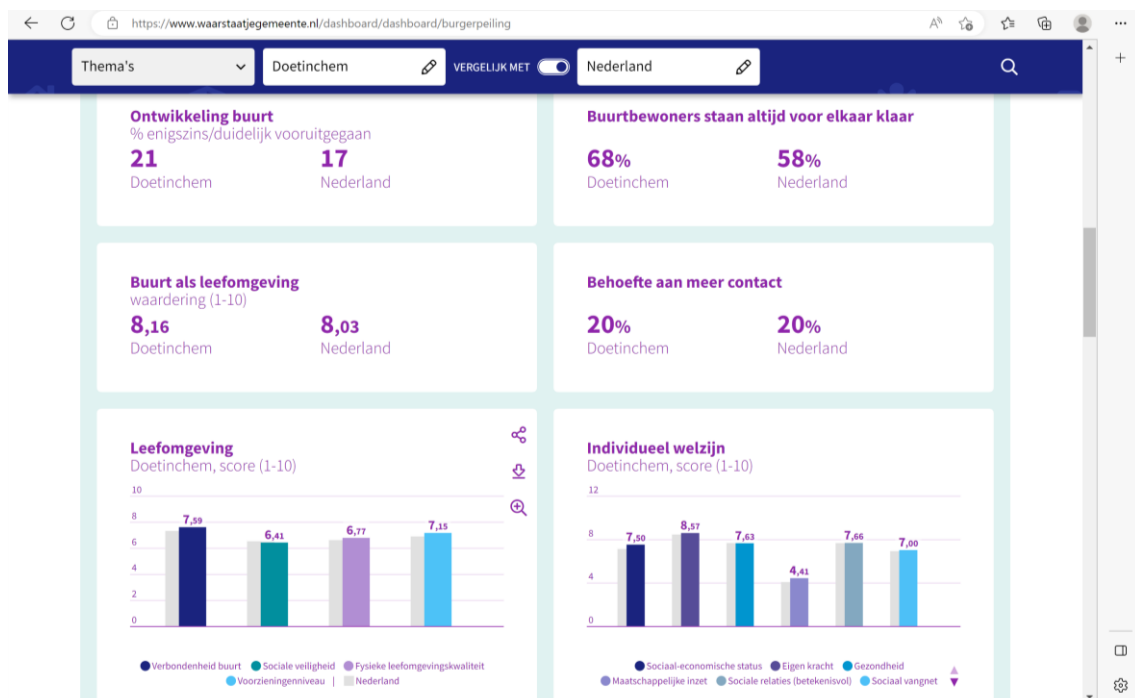 https://www.waarstaatjegemeente.nl/dashboard/dashboard/burgerpeiling
Thema's
Doetinchem
VERGELIJK MET
Nederland
Ontwikkeling buurt
% enigszins/duidelijk vooruitgegaan
21
17
Doetinchem
Nederland
Buurtbewoners staan altijd voor elkaar klaar
68%
58%
Doetinchem
Nederland
Buurt als leefomgeving
waardering (1-10)
8,16
8,03
Doetinchem
Nederland
Behoefte aan meer contact
20%
20%
Doetinchem
Nederland
Leefomgeving
Doetinchem, score (1-10)
10
8
6
4
2
0
7,59
6,41
6,77
7,15
Verbondenheid buurt
Sociale veiligheid
Fysieke leefomgevingskwaliteit
Voorzieningenniveau |
Nederland
Individueel welzijn
Doetinchem, score (1-10)
12
8
4
0
7,50
8,57
7,63
4,41
7,66
7,00
Sociaal-economische status
Eigen kracht
Gezondheid
Maatschappelijke inzet
Sociale relaties (betekenisvol)
Sociaal vangnet